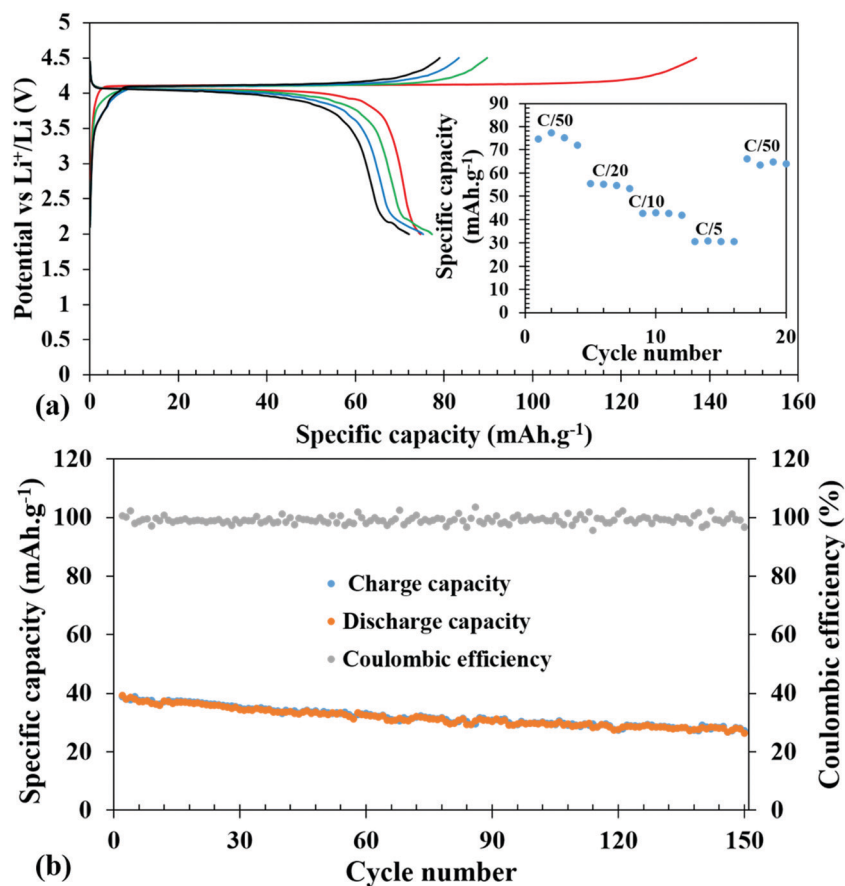 5
4.5
4
3.5
3
2.5
2
1.5
1
0.5
0
Potential vs Li⁺/Li (V)
0 20 40 60 80 100 120 140 160
Specific capacity (mAh.g⁻¹)
(a)
90
80
70
60
50
40
30
20
10
0
Specific capacity
(mAh.g⁻¹)
C/50
C/20
C/10
C/5
C/50
0 10 20
Cycle number
120
100
80
60
40
20
0
Specific capacity (mAh.g⁻¹)
Charge capacity
Discharge capacity
Coulombic efficiency
120
100
80
60
40
20
0
Coulombic efficiency (%)
0 30 60 90 120 150
Cycle number
(b)